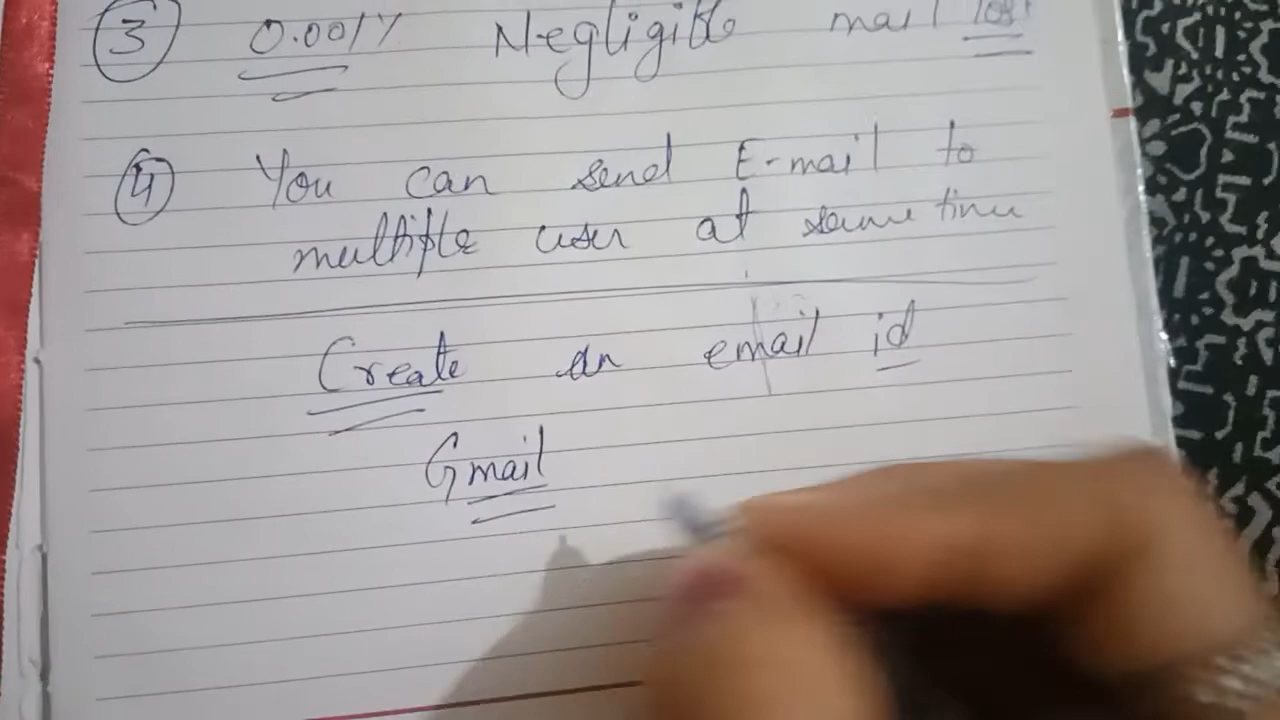 3 0.001% Negligible mail lost
4 You can send E-mail to
multiple user at same time
Create an email id
Gmail